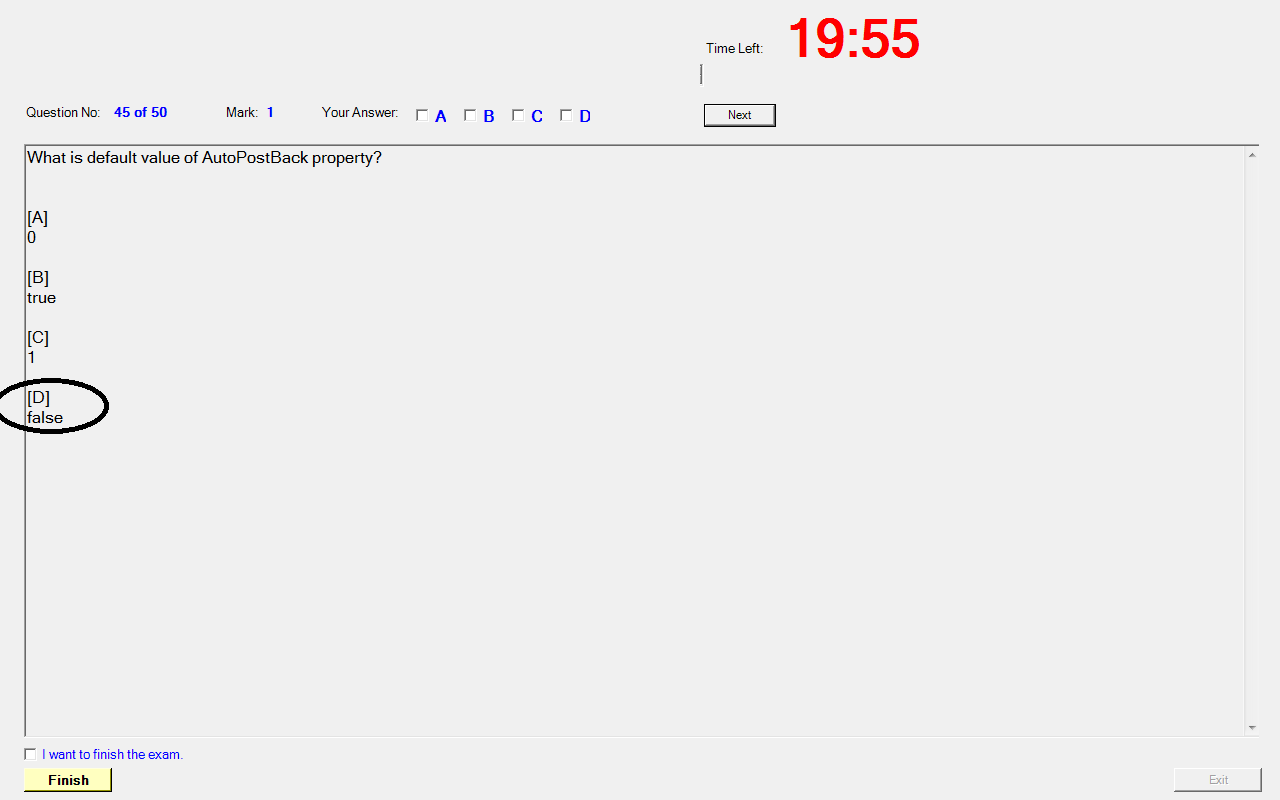 Time Left: 19:55
Question No: 45 of 50 Mark: 1 Your Answer: A B C D Next
What is default value of AutoPostBack property?
[A]
0
[B]
true
[C]
1
[D]
false
I want to finish the exam.
Finish Exit